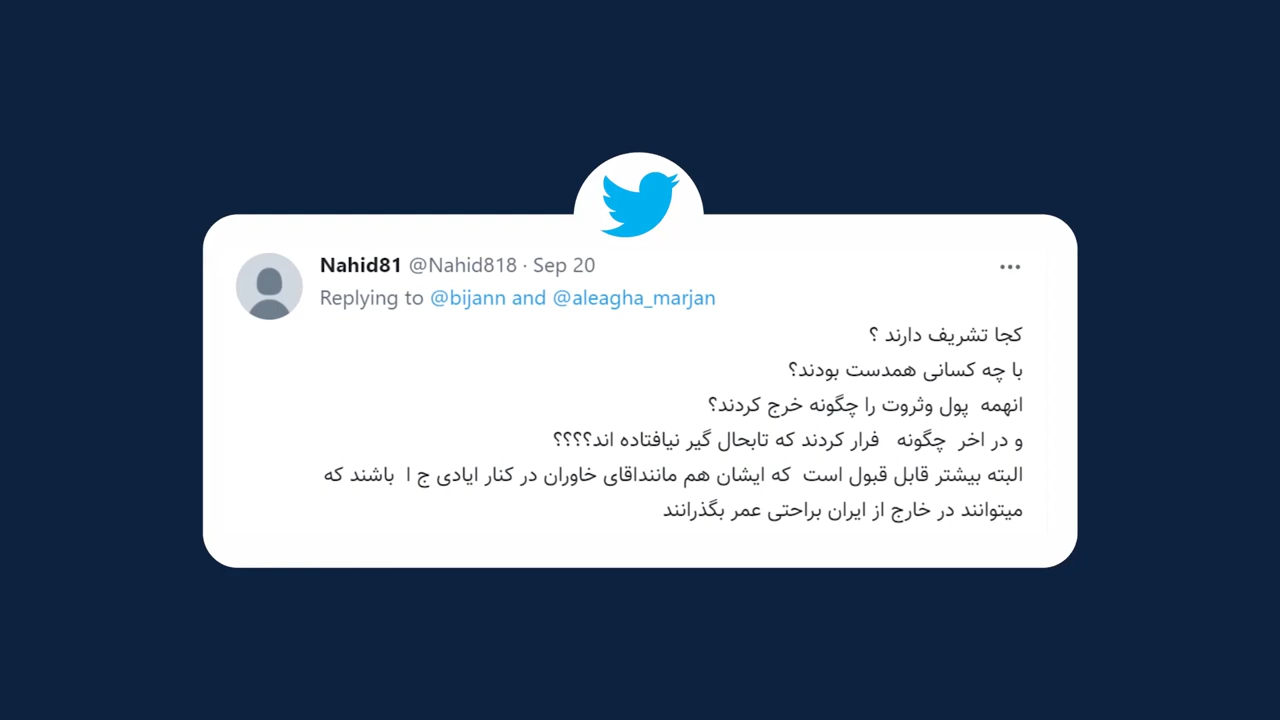 Nahid81 @Nahid818 · Sep 20
Replying to @bijann and @aleagha_marjan
کجا تشریف دارند ؟
با چه کسانی همدست بودند؟
انهمه  پول وثروت را چگونه خرج کردند؟
و در اخر  چگونه   فرار کردند که تابحال گیر نیافتاده اند؟؟؟؟
البته بیشتر قابل قبول است  که ایشان هم ماننداقای خاوران در کنار ایادی ج ا  باشند که
میتوانند در خارج از ایران براحتی عمر بگذرانند